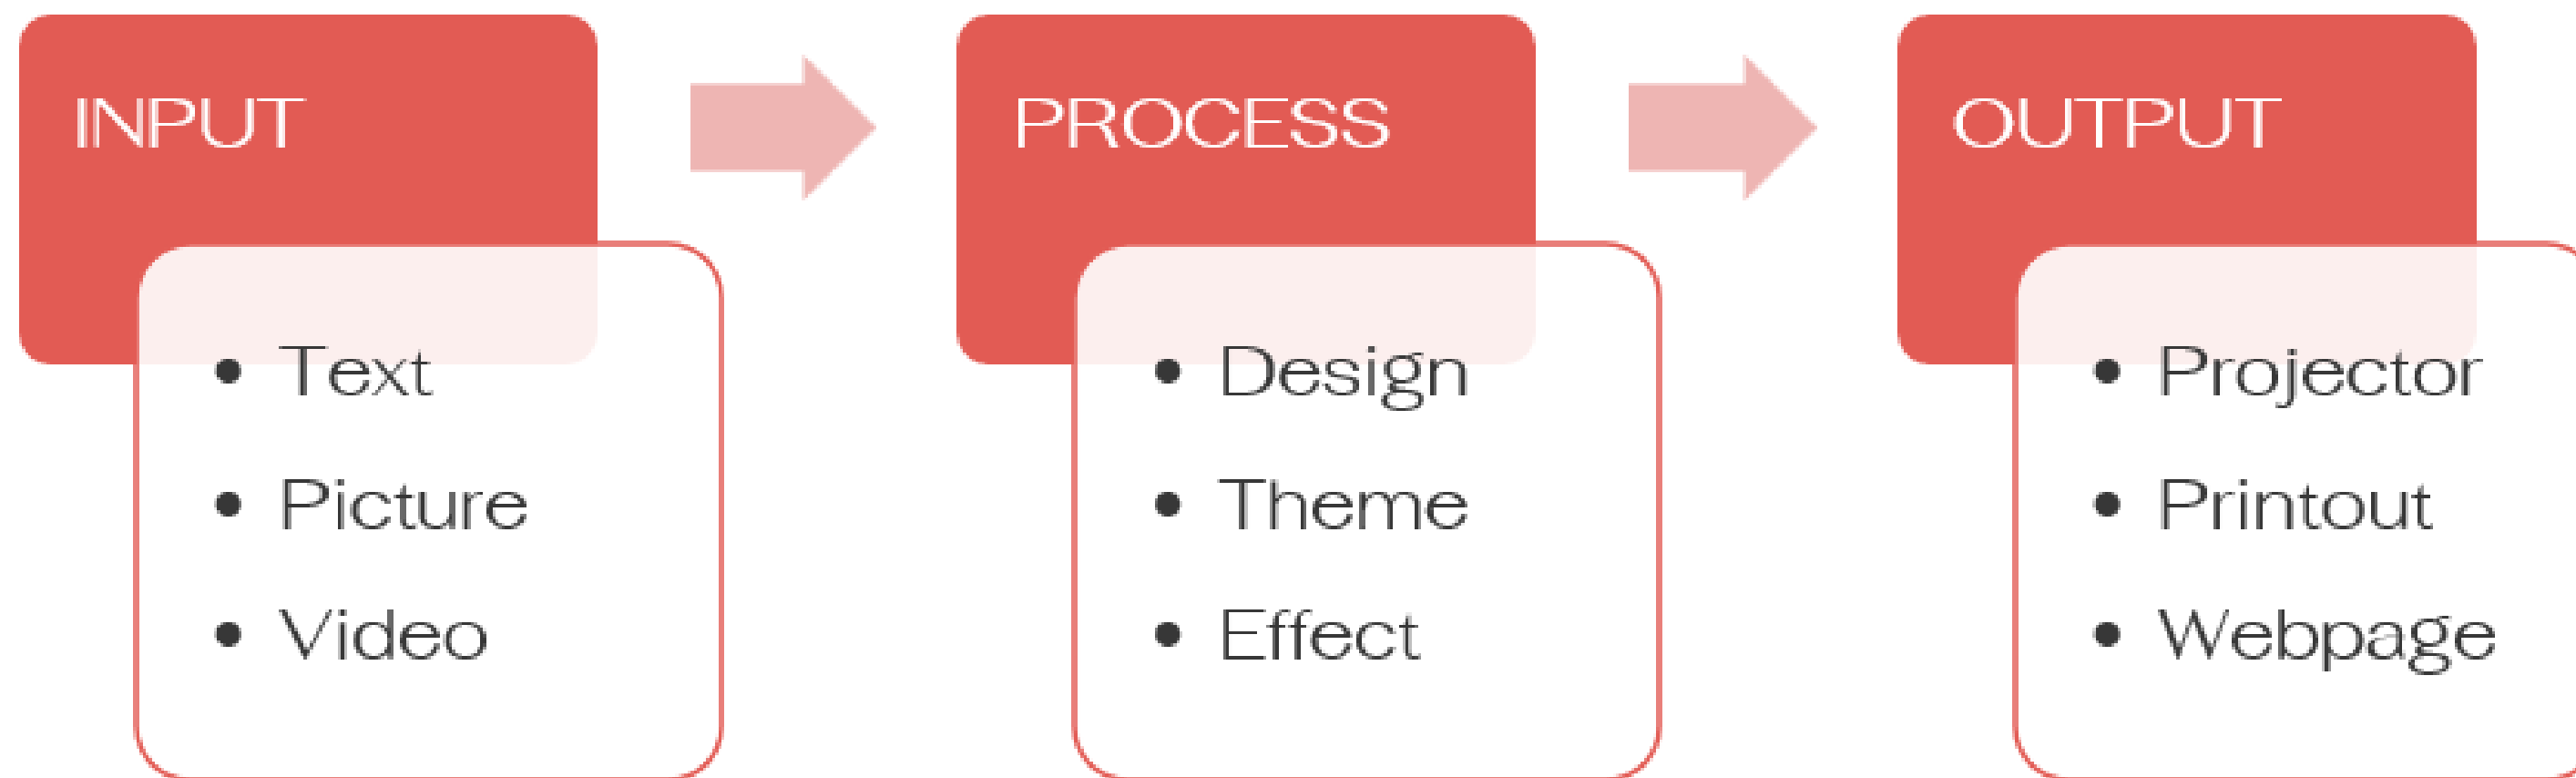 INPUT
• Text
• Picture
• Video
PROCESS
• Design
• Theme
• Effect
OUTPUT
• Projector
• Printout
• Webpage